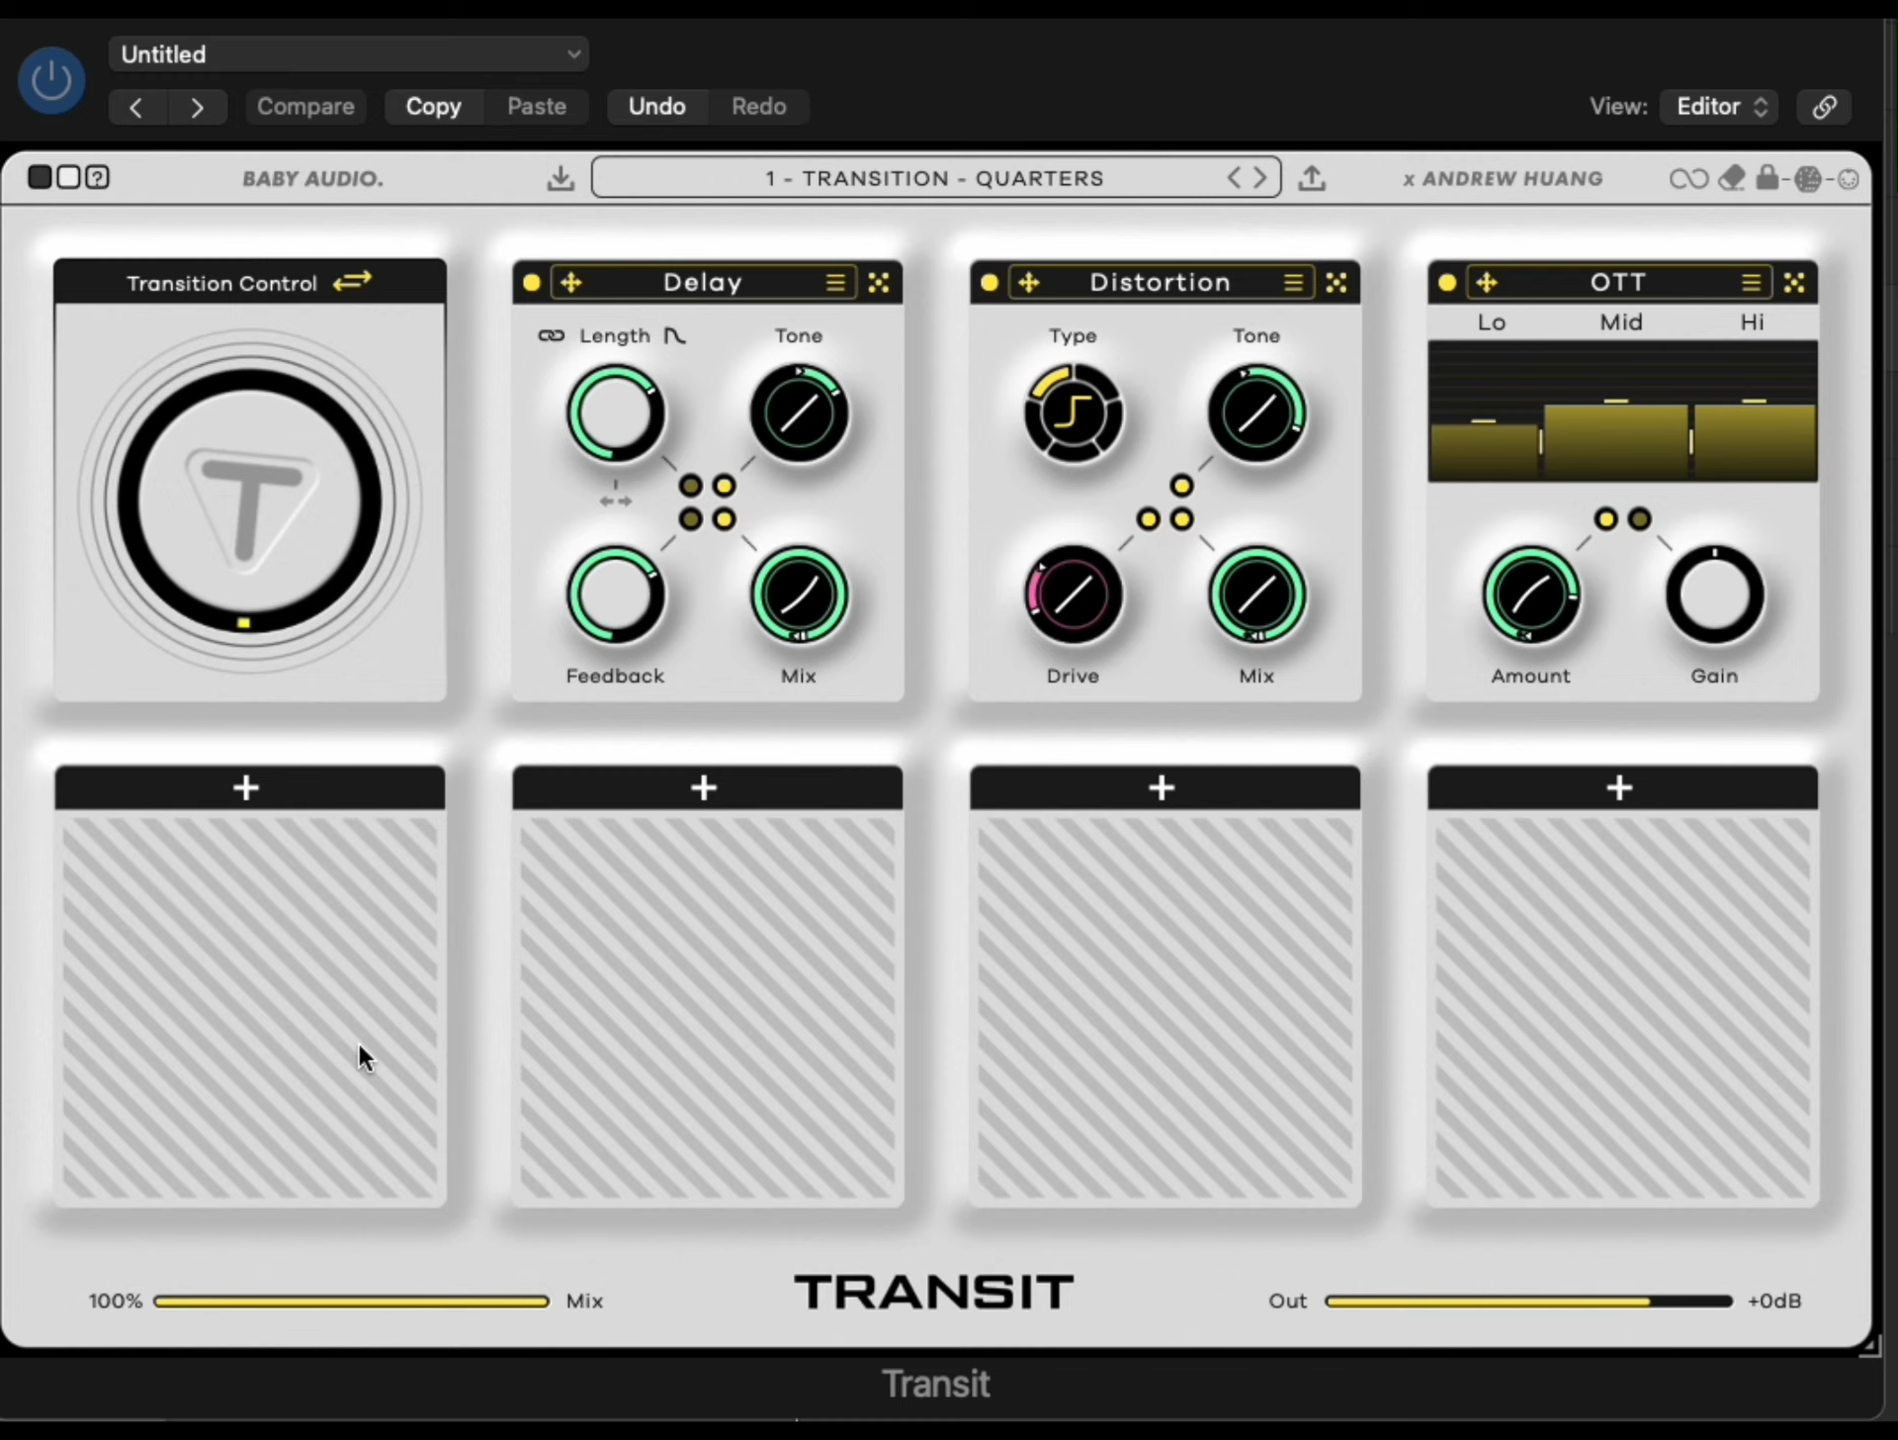 Untitled
Compare Copy Paste Undo Redo View: Editor
? BABY AUDIO. 1 - TRANSITION - QUARTERS x ANDREW HUANG
Transition Control Delay Distortion OTT
Lo Mid Hi
Length Tone Type Tone
T
Feedback Mix Drive Mix Amount Gain
+ + + +
100% Mix TRANSIT Out +0dB
Transit